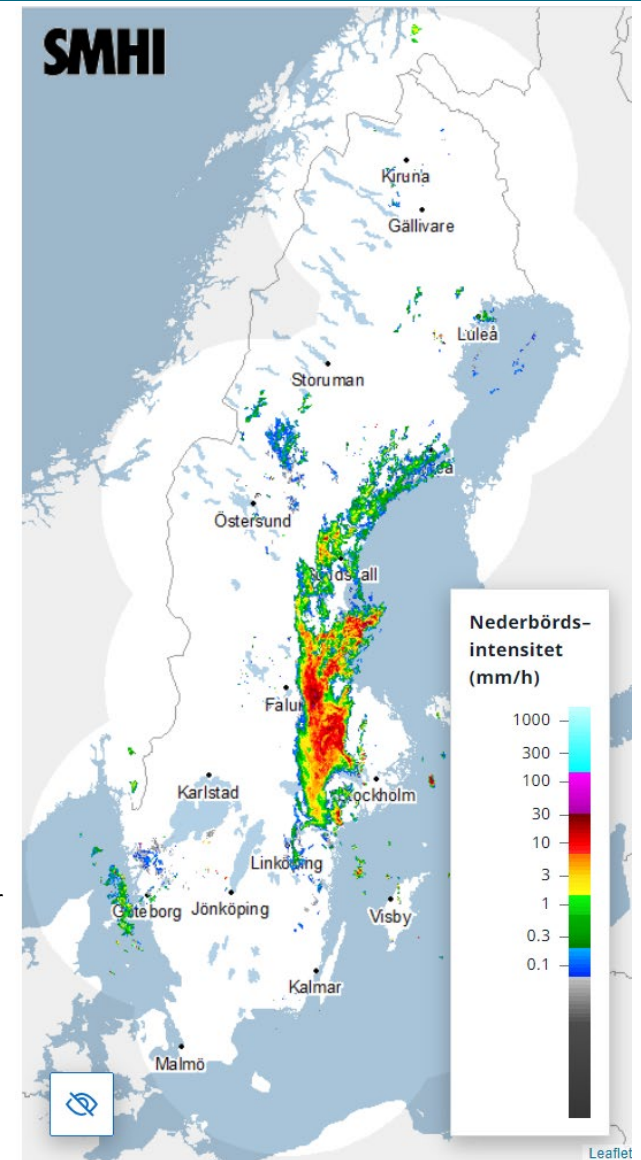 SMHI
Kiruna
Gällivare
Luleå
Storuman
Östersund
Falun
Karlstad
Stockholm
Linköping
Göteborg
Jönköping
Visby
Kalmar
Malmö
Nederbörds–
intensitet
(mm/h)
1000
300
100
30
10
3
1
0.3
0.1
Leaflet